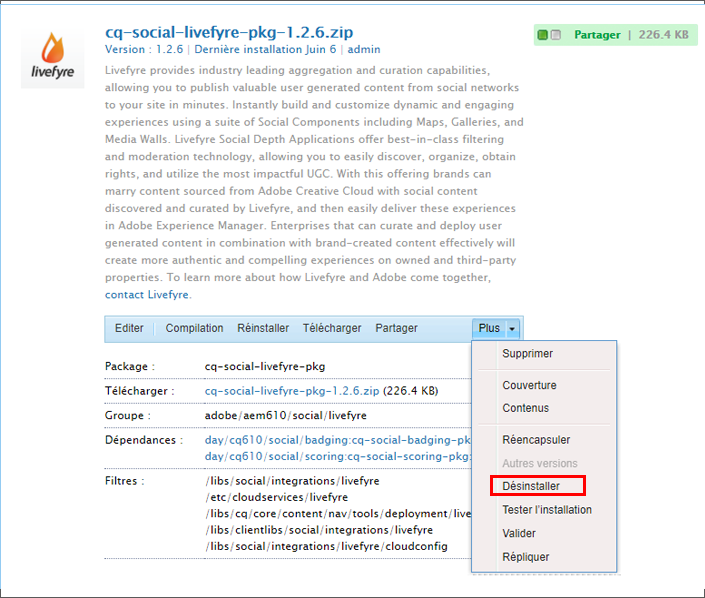 cq-social-livefyre-pkg-1.2.6.zip
Version : 1.2.6 | Dernière installation Juin 6 | admin
Partager | 226.4 KB
livefyre
Livefyre provides industry leading aggregation and curation capabilities,
allowing you to publish valuable user generated content from social networks
to your site in minutes. Instantly build and customize dynamic and engaging
experiences using a suite of Social Components including Maps, Galleries, and
Media Walls. Livefyre Social Depth Applications offer best-in-class filtering
and moderation technology, allowing you to easily discover, organize, obtain
rights, and utilize the most impactful UGC. With this offering brands can
marry content sourced from Adobe Creative Cloud with social content
discovered and curated by Livefyre, and then easily deliver these experiences
in Adobe Experience Manager. Enterprises that can curate and deploy user
generated content in combination with brand-created content effectively will
create more authentic and compelling experiences on owned and third-party
properties. To learn more about how Livefyre and Adobe come together,
contact Livefyre.
Editer Compilation Réinstaller Télécharger Partager Plus
Package : cq-social-livefyre-pkg
Télécharger : cq-social-livefyre-pkg-1.2.6.zip (226.4 KB)
Groupe : adobe/aem610/social/livefyre
Dépendances : day/cq610/social/badging:cq-social-badging-pk
day/cq610/social/scoring:cq-social-scoring-pkg:
Filtres : /libs/social/integrations/livefyre
/etc/cloudservices/livefyre
/libs/cq/core/content/nav/tools/deployment/live
/libs/clientlibs/social/integrations/livefyre
/libs/social/integrations/livefyre/cloudconfig
Supprimer
Couverture
Contenus
Réencapsuler
Autres versions
Désinstaller
Tester l'installation
Valider
Répliquer